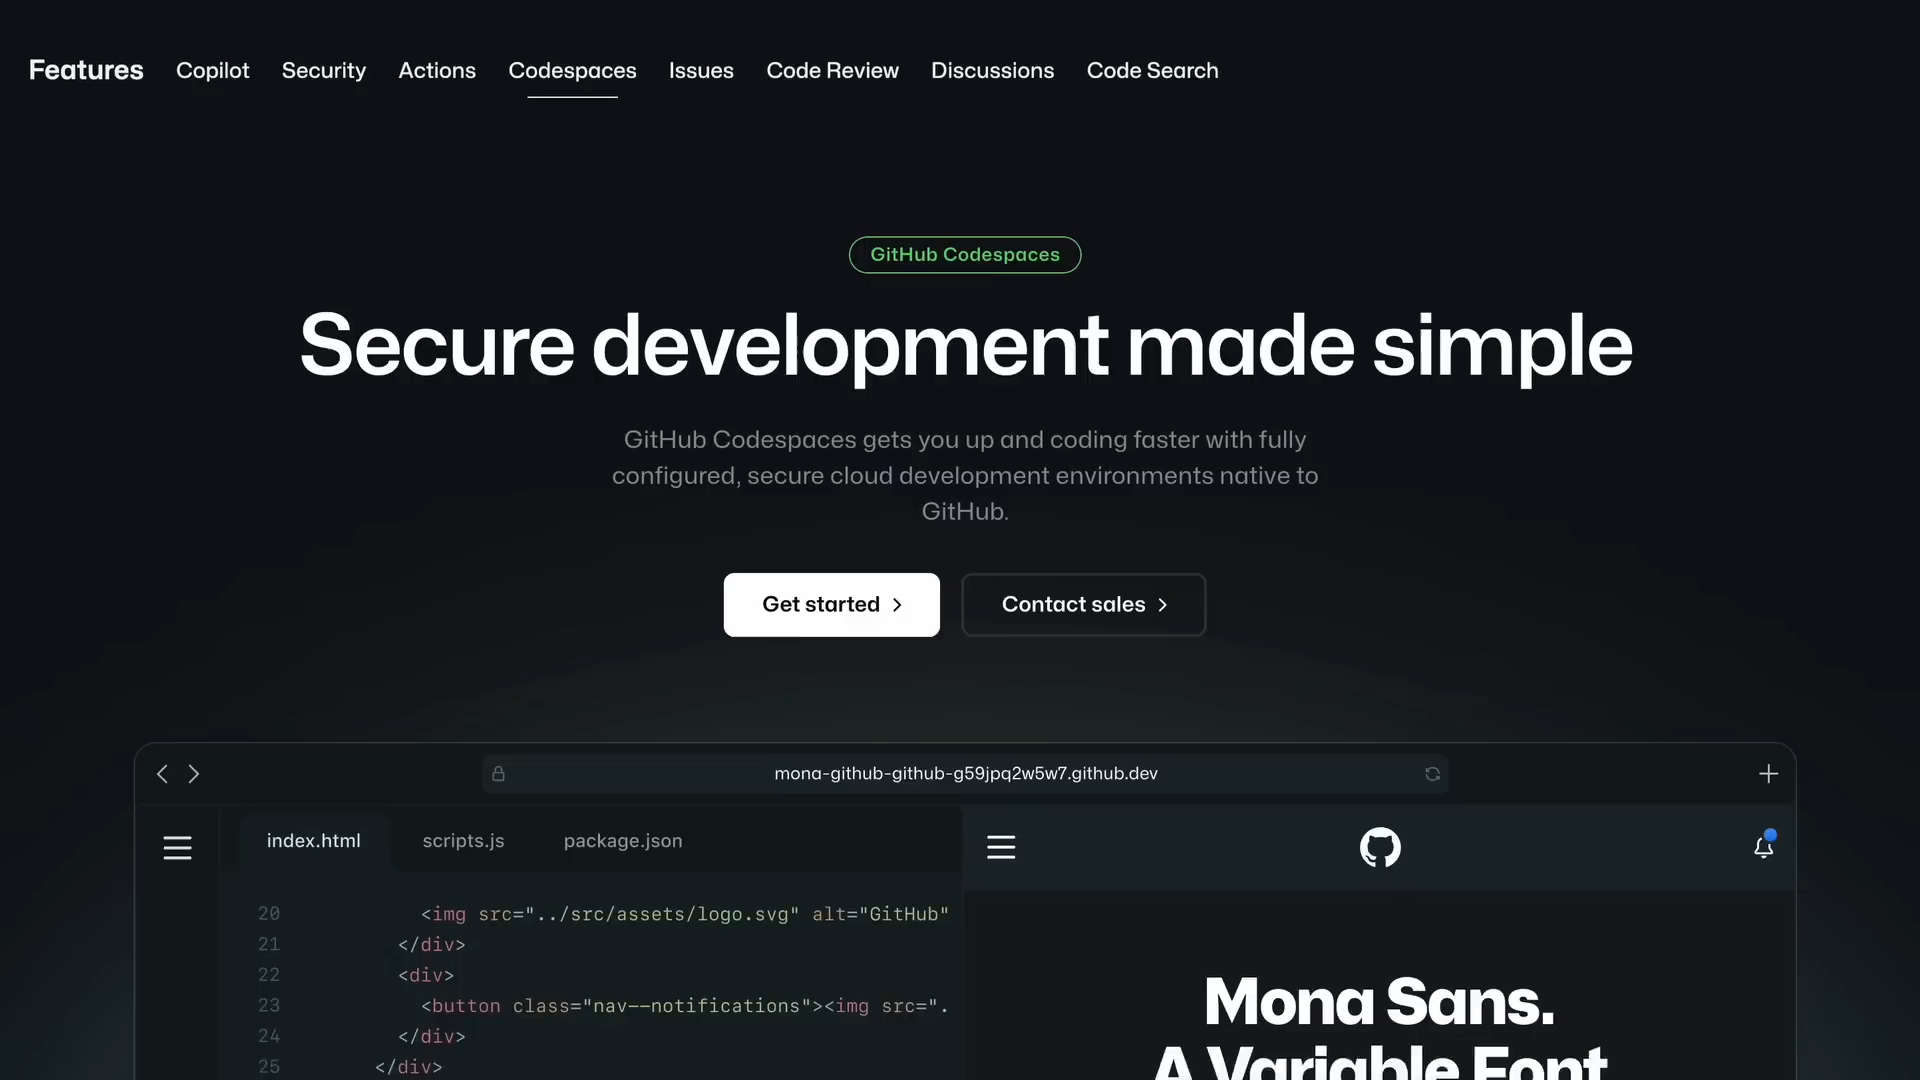 Features Copilot Security Actions Codespaces Issues Code Review Discussions Code Search
GitHub Codespaces
Secure development made simple
GitHub Codespaces gets you up and coding faster with fully
configured, secure cloud development environments native to
GitHub.
Get started
Contact sales
mona-github-github-g59jpq2w5w7.github.dev
index.html scripts.js package.json
20 <img src="../src/assets/logo.svg" alt="GitHub"
21 </div>
22 <div>
23 <button class="nav--notifications"><img src=".
24 </div>
25 </div>
Mona Sans.
A Variable Font